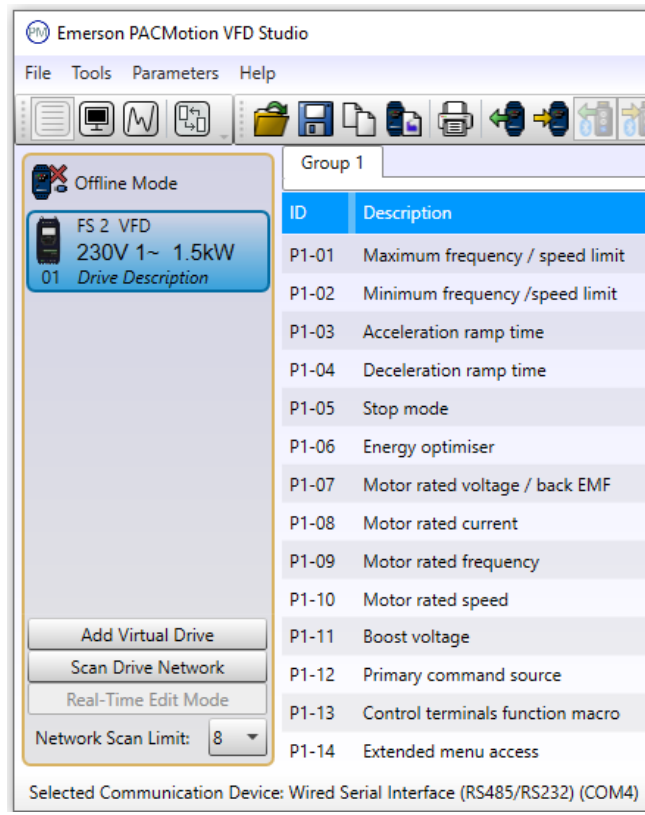 PM Emerson PACMotion VFD Studio
File Tools Parameters Help
Offline Mode
FS 2 VFD
230V 1~ 1.5kW
01 Drive Description
Add Virtual Drive
Scan Drive Network
Real-Time Edit Mode
Network Scan Limit: 8
Group 1
ID Description
P1-01 Maximum frequency / speed limit
P1-02 Minimum frequency /speed limit
P1-03 Acceleration ramp time
P1-04 Deceleration ramp time
P1-05 Stop mode
P1-06 Energy optimiser
P1-07 Motor rated voltage / back EMF
P1-08 Motor rated current
P1-09 Motor rated frequency
P1-10 Motor rated speed
P1-11 Boost voltage
P1-12 Primary command source
P1-13 Control terminals function macro
P1-14 Extended menu access
Selected Communication Device: Wired Serial Interface (RS485/RS232) (COM4)